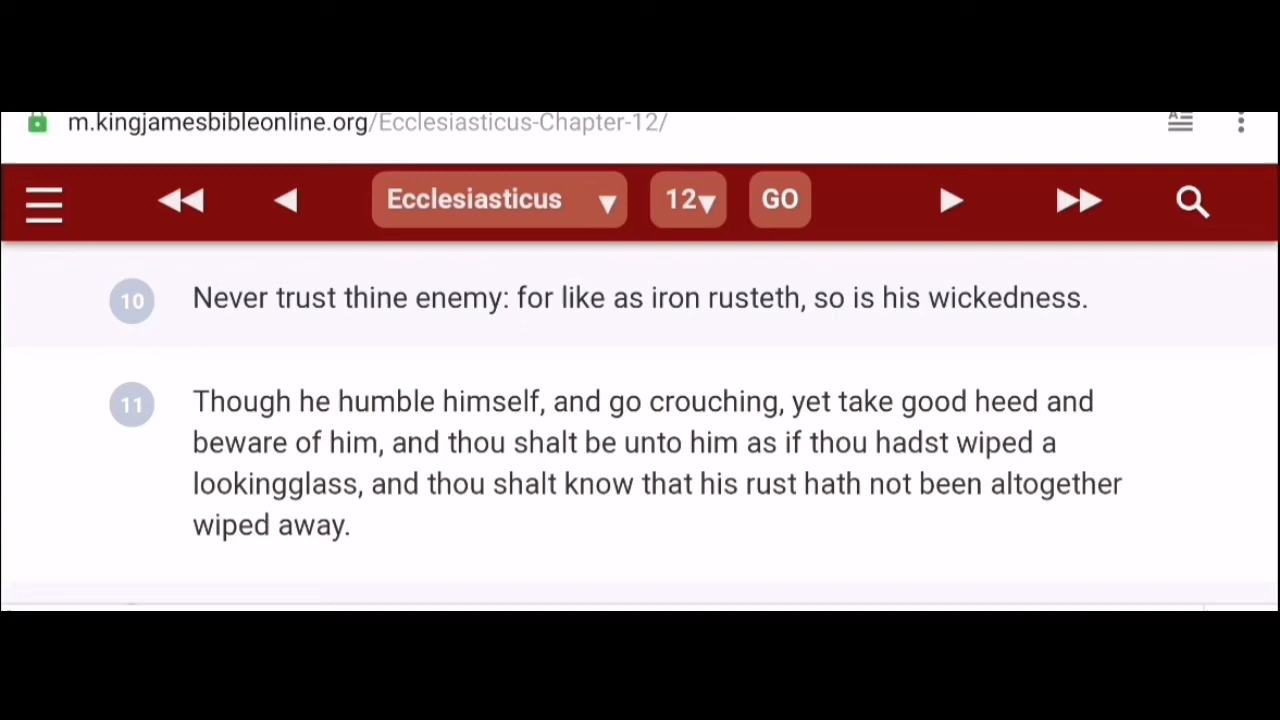 m.kingjamesbibleonline.org/Ecclesiasticus-Chapter-12/
Ecclesiasticus 12 GO
10 Never trust thine enemy: for like as iron rusteth, so is his wickedness.
11 Though he humble himself, and go crouching, yet take good heed and
beware of him, and thou shalt be unto him as if thou hadst wiped a
lookingglass, and thou shalt know that his rust hath not been altogether
wiped away.